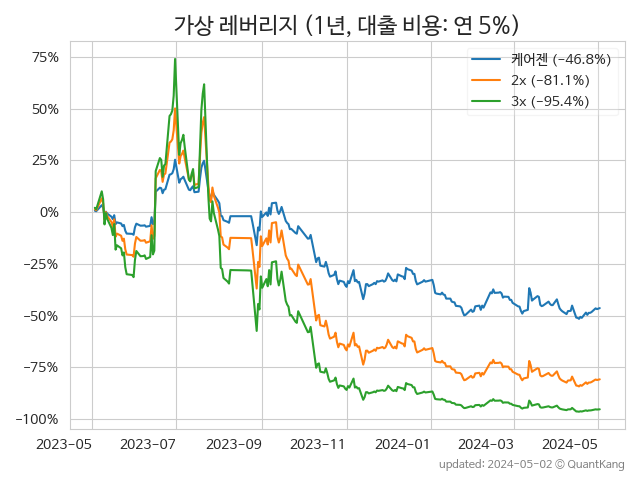 가상 레버리지 (1년, 대출 비용: 연 5%)
케어젠 (−46.8%)
2x (−81.1%)
3x (−95.4%)
75%
50%
25%
0%
−25%
−50%
−75%
−100%
2023-05 2023-07 2023-09 2023-11 2024-01 2024-03 2024-05
updated: 2024-05-02 © QuantKang